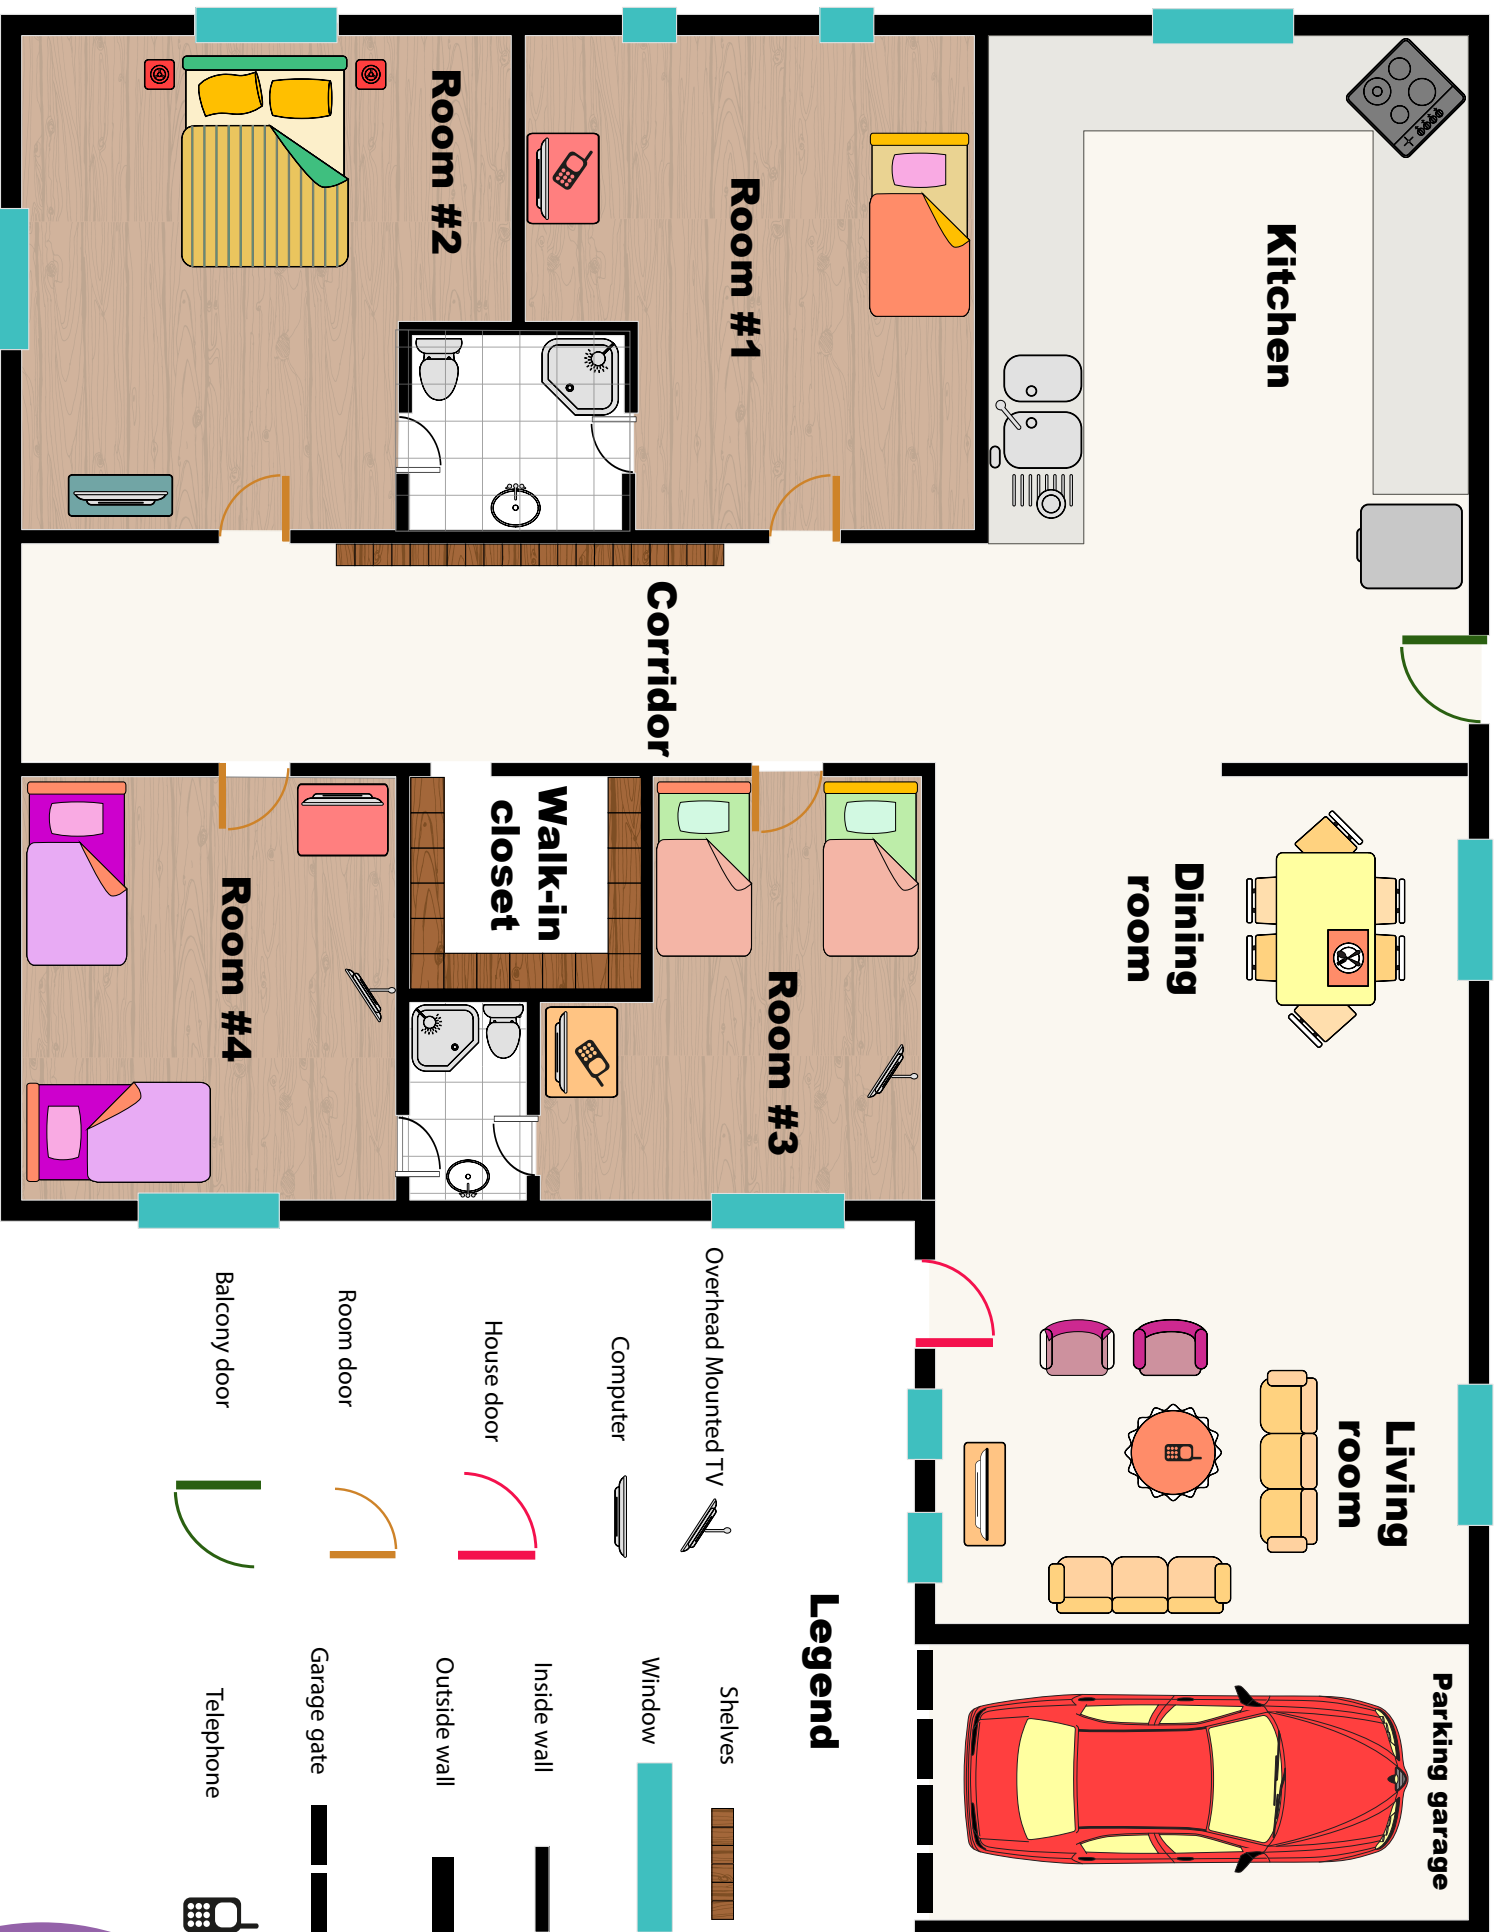 Room #2
Room #1
Kitchen
Corridor
Walk-in
closet
Room #4
Room #3
Dining
room
Living
room
Parking garage
Legend
Overhead Mounted TV
Computer
House door
Room door
Balcony door
Shelves
Window
Inside wall
Outside wall
Garage gate
Telephone